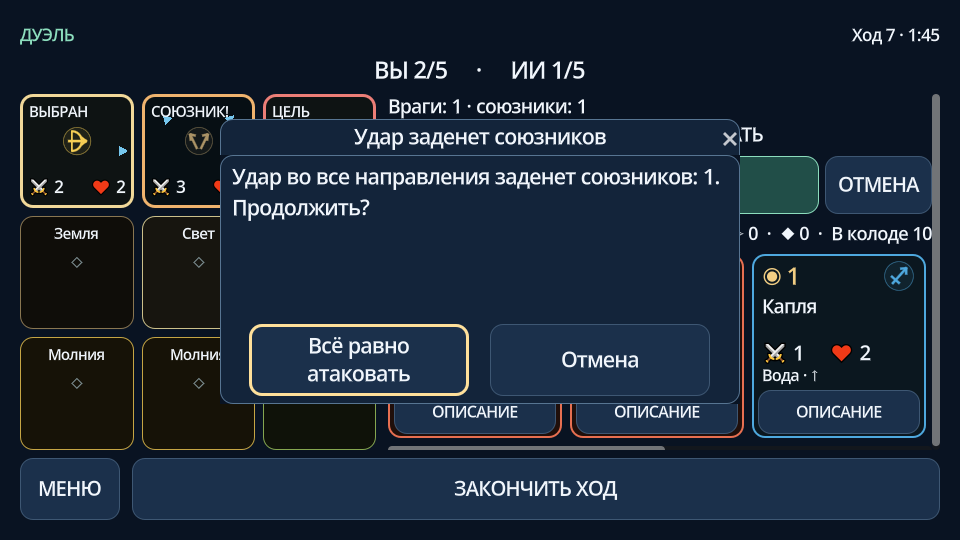 ДУЭЛЬ
Ход 7 · 1:45
ВЫ 2/5 · ИИ 1/5
ВЫБРАН
СОЮЗНИК!
ЦЕЛЬ
Враги: 1 · союзники: 1
2 2
3
Удар заденет союзников
Удар во все направления заденет союзников: 1.
Продолжить?
Всё равно
атаковать
Отмена
ОТМЕНА
0 · ◆ 0 · В колоде 10
Земля
Свет
Молния
1
Капля
1 2
Вода · ↑
ОПИСАНИЕ
ОПИСАНИЕ
ОПИСАНИЕ
МЕНЮ
ЗАКОНЧИТЬ ХОД